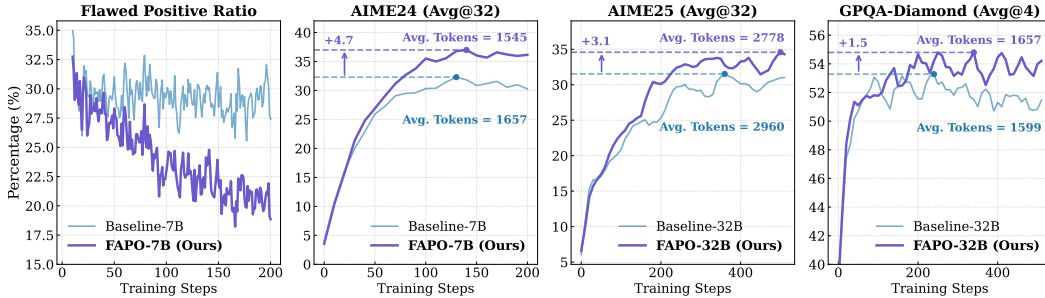 Flawed Positive Ratio
Percentage (%)
35.0
32.5
30.0
27.5
25.0
22.5
20.0
17.5
15.0
Baseline-7B
FAPO-7B (Ours)
0 50 100 150 200
Training Steps
AIME24 (Avg@32)
40
35
30
25
20
15
10
5
0
+4.7
Avg. Tokens = 1545
Avg. Tokens = 1657
Baseline-7B
FAPO-7B (Ours)
0 50 100 150 200
Training Steps
AIME25 (Avg@32)
35
30
25
20
15
10
5
+3.1
Avg. Tokens = 2778
Avg. Tokens = 2960
Baseline-32B
FAPO-32B (Ours)
0 200 400
Training Steps
GPQA-Diamond (Avg@4)
56
54
52
50
48
46
44
42
40
+1.5
Avg. Tokens = 1657
Avg. Tokens = 1599
Baseline-32B
FAPO-32B (Ours)
0 200 400
Training Steps